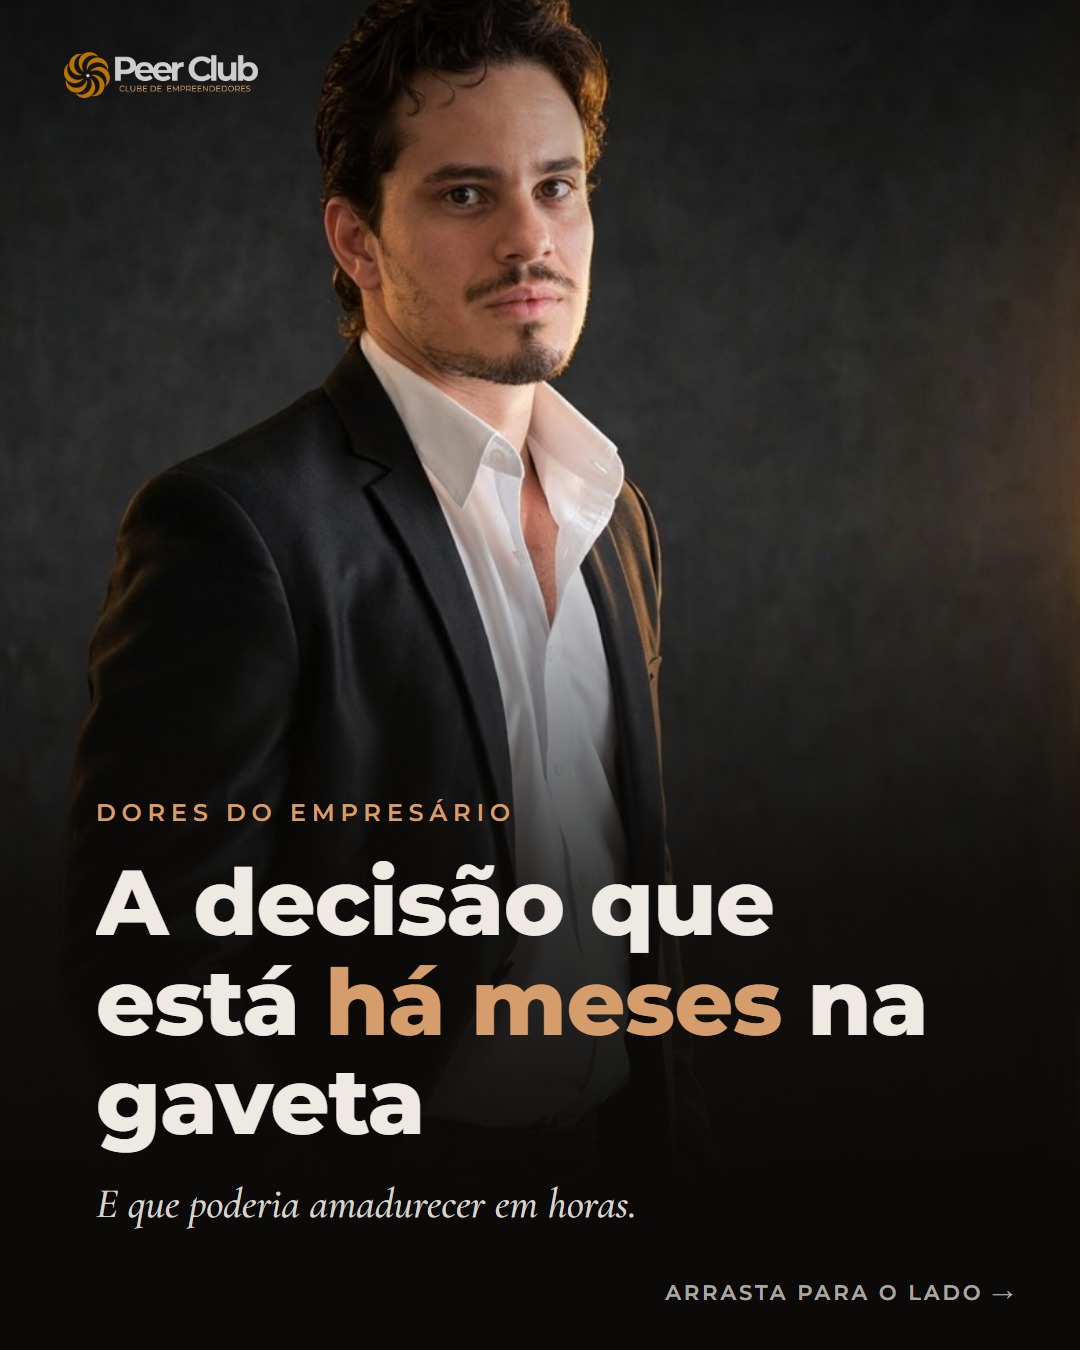 Peer Club
CLUBE DE EMPREENDEDORES
DORES DO EMPRESÁRIO
A decisão que
está há meses na
gaveta
E que poderia amadurecer em horas.
ARRASTA PARA O LADO →